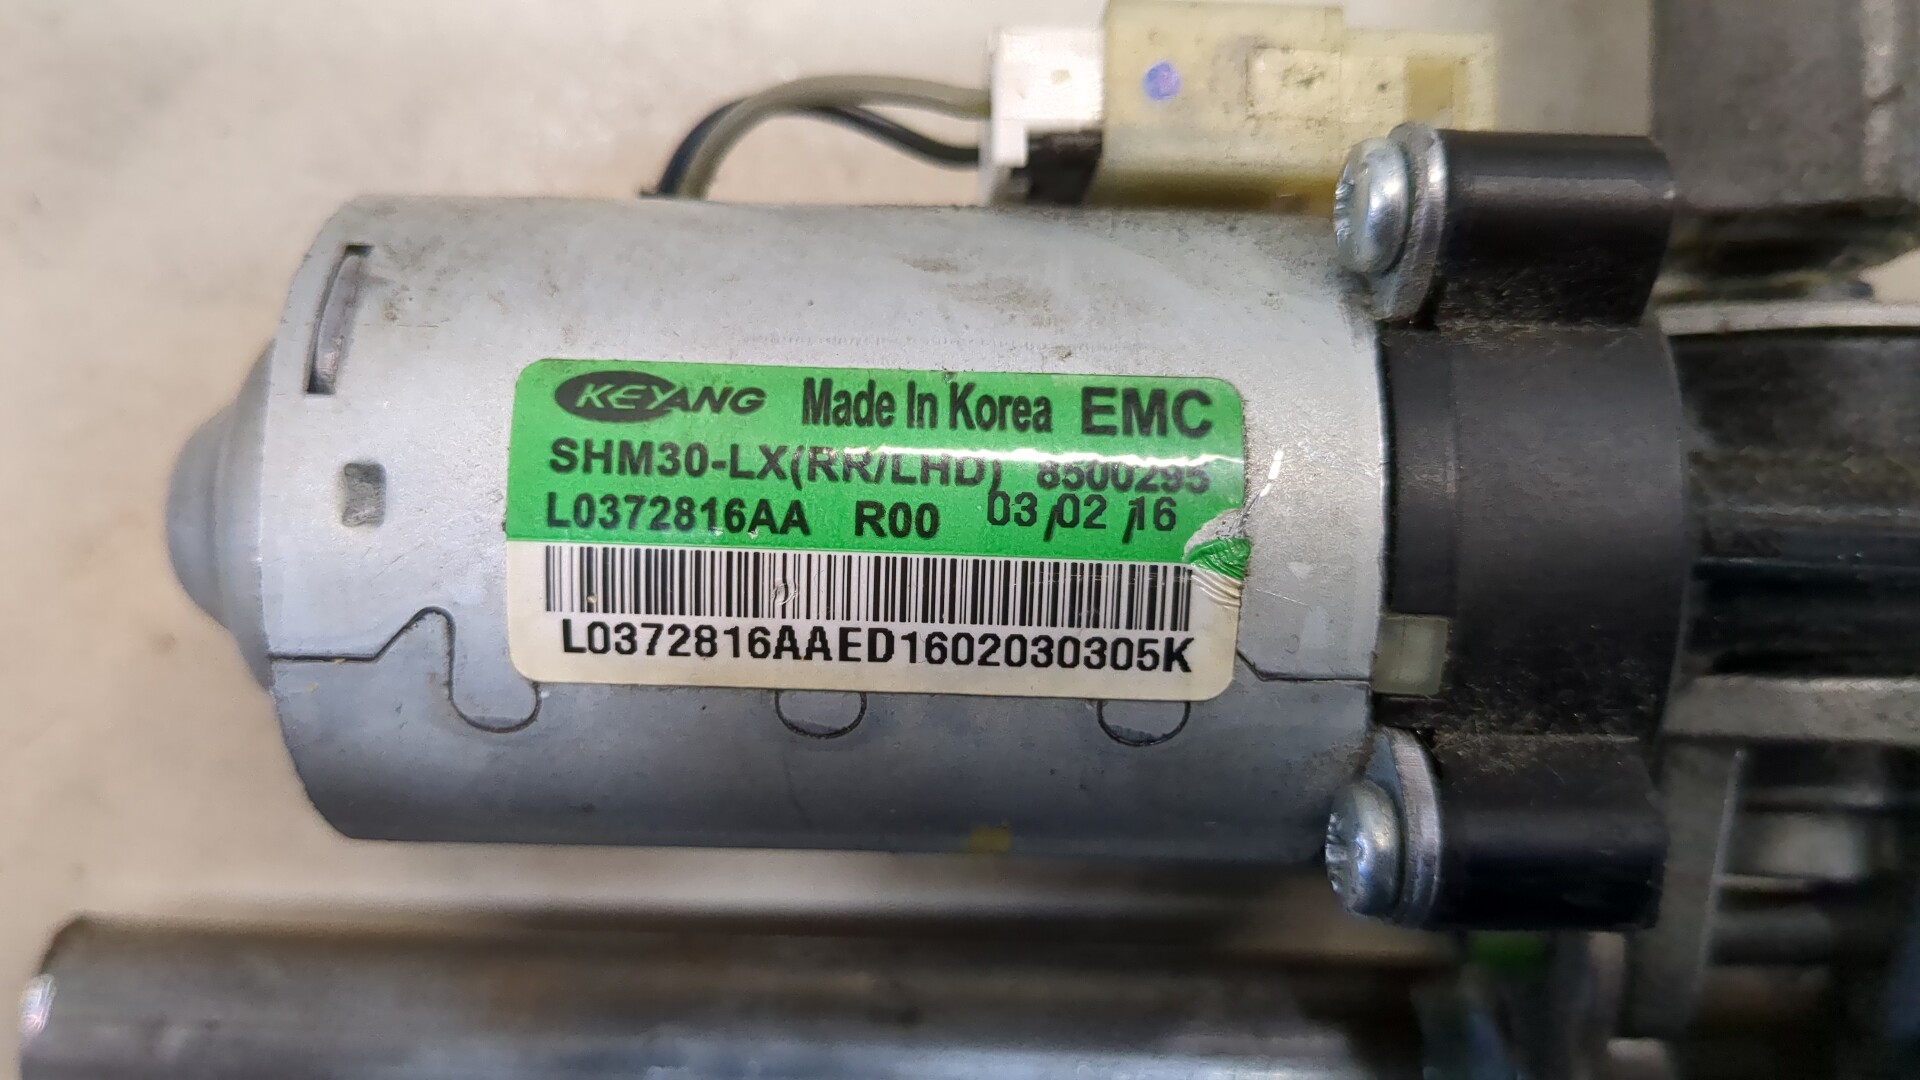 KEYANG Made In Korea EMC
SHM30-LX(RR/LHD) 8500295
L0372816AA R00 03/02/16
L0372816AAED1602030305K